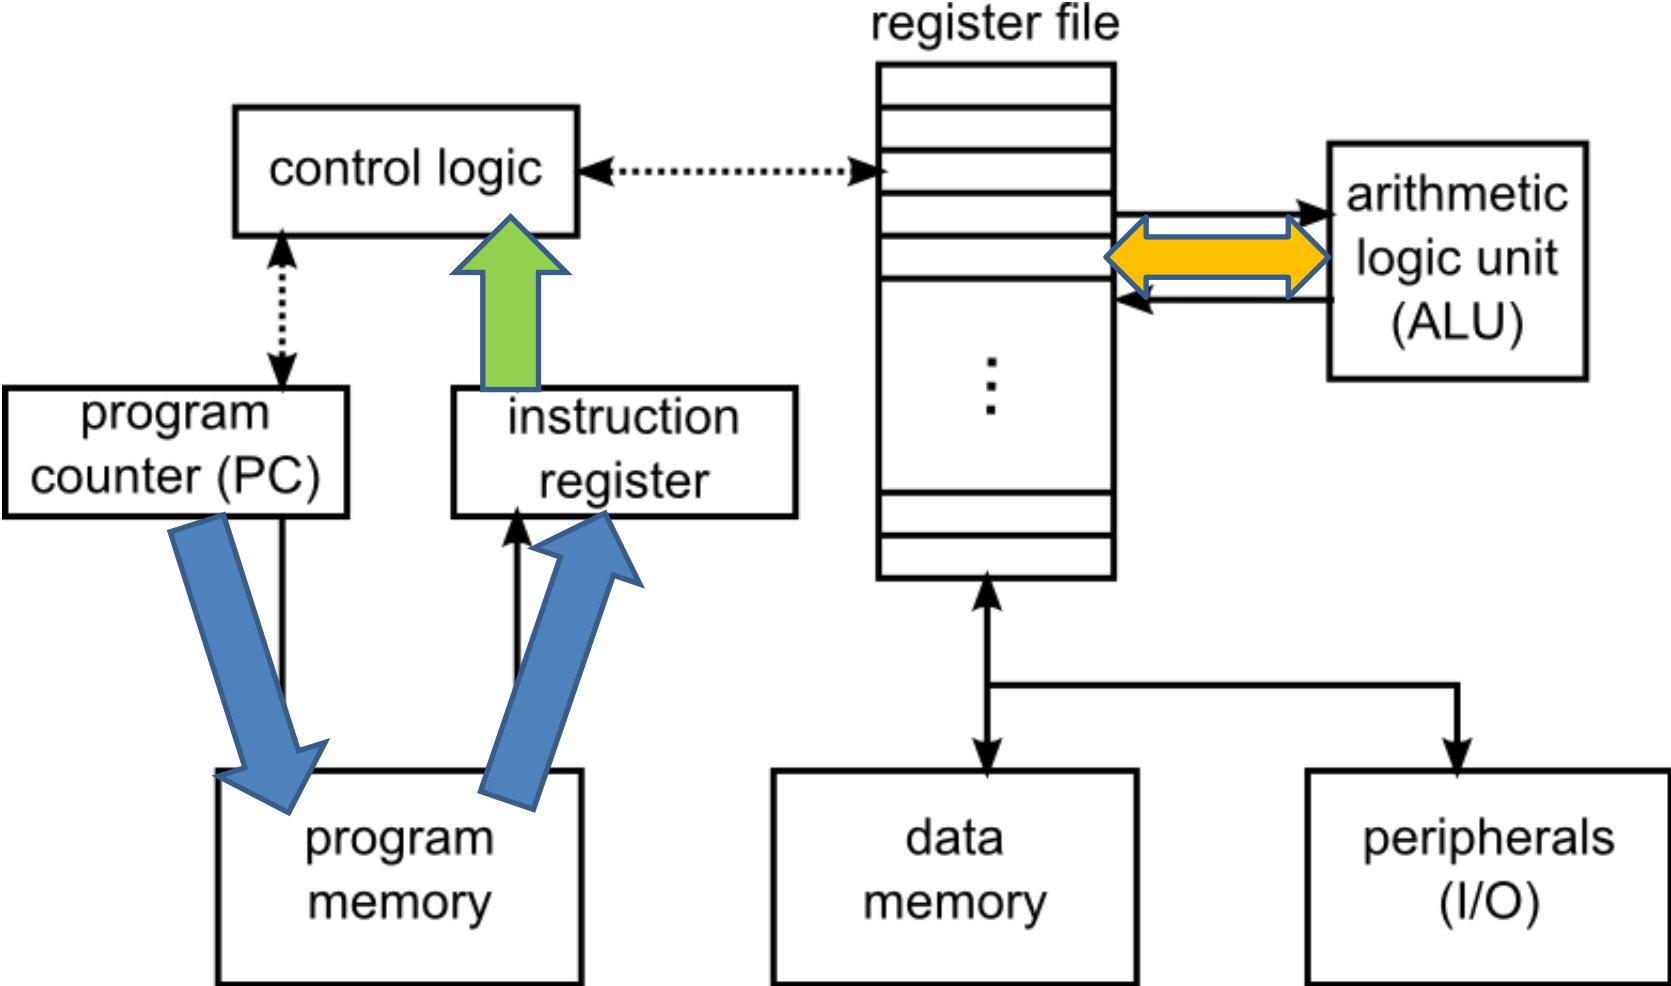 register file
control logic
arithmetic
logic unit
(ALU)
program
counter (PC)
instruction
register
program
memory
data
memory
peripherals
(I/O)